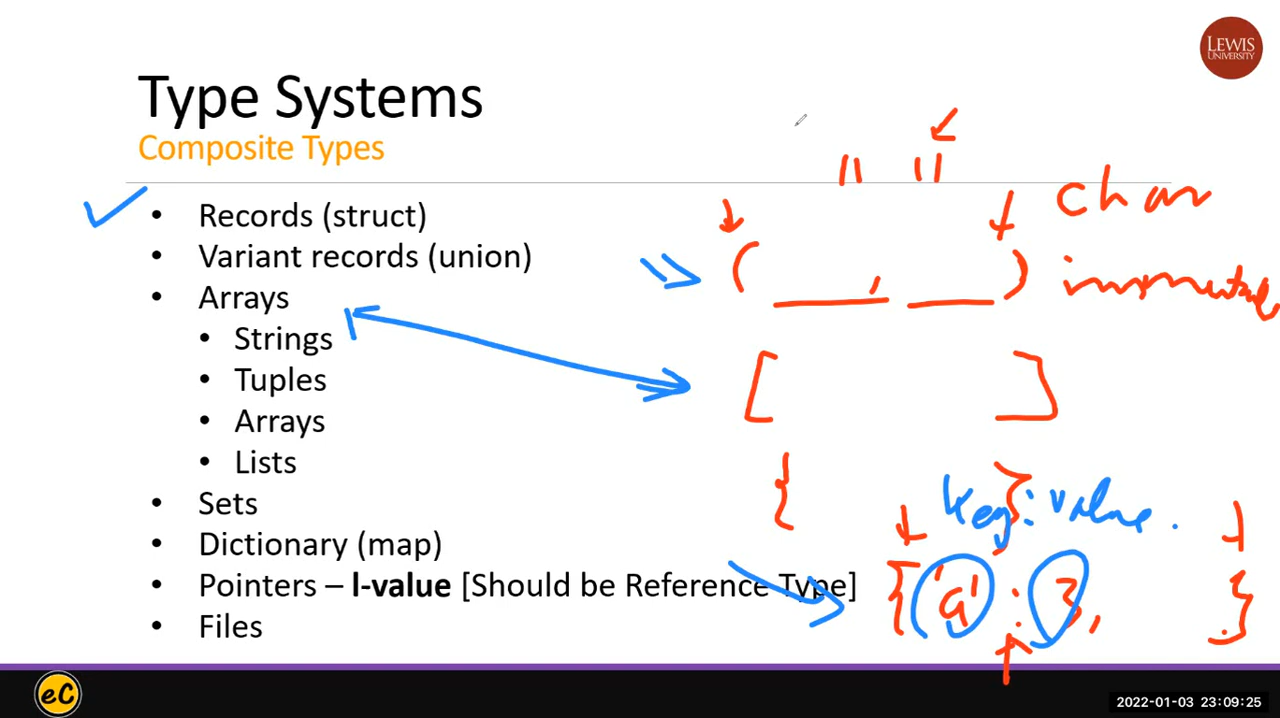 LEWIS
UNIVERSITY
Type Systems
Composite Types
" "
char
• Records (struct)
• Variant records (union)
( , )
• Arrays
• Strings
[ ]
• Tuples
• Arrays
• Lists
{ }
key: value.
• Sets
• Dictionary (map)
• Pointers – l-value [Should be Reference Type]
{'a' : 3, }
• Files
eC
2022-01-03 23:09:25